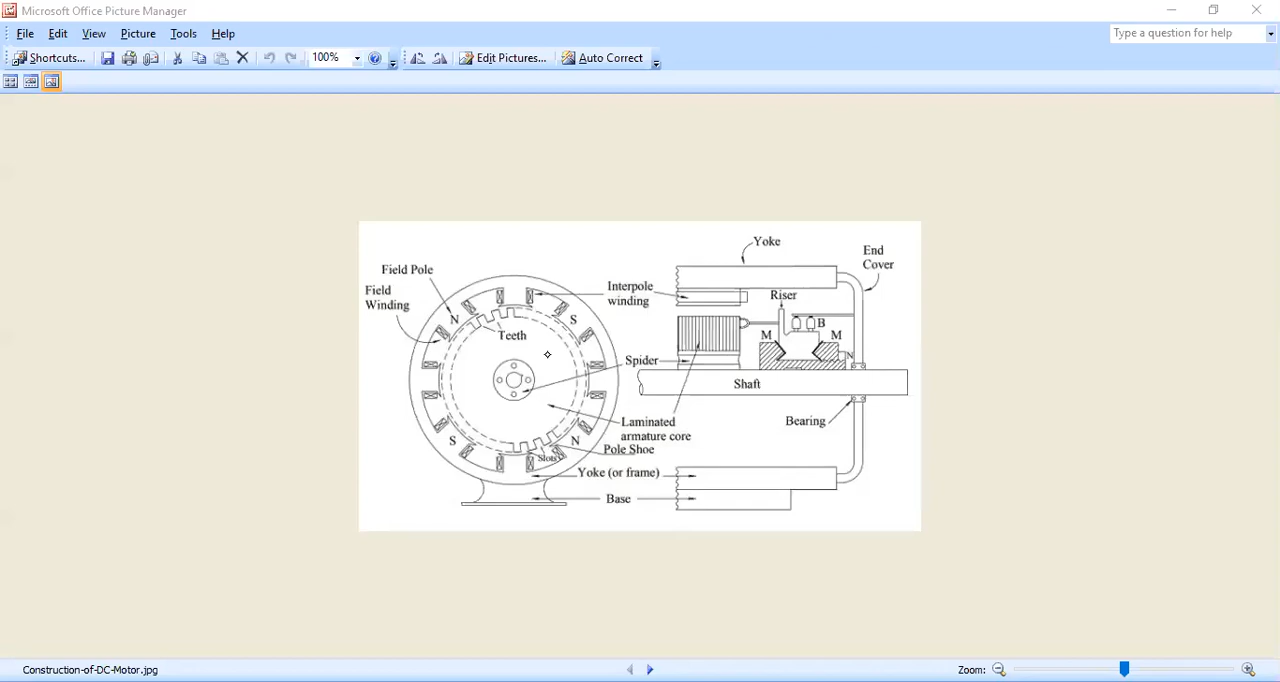 Microsoft Office Picture Manager
File Edit View Picture Tools Help
Type a question for help
Shortcuts... 100% Edit Pictures... Auto Correct
Yoke
End
Cover
Field Pole
Field
Winding
Interpole
winding
Riser
N
S
B
Teeth
M
M
N
Spider
Shaft
Laminated
armature core
Bearing
S
N
Pole Shoe
Slots
Yoke (or frame)
Base
Construction-of-DC-Motor.jpg
Zoom: